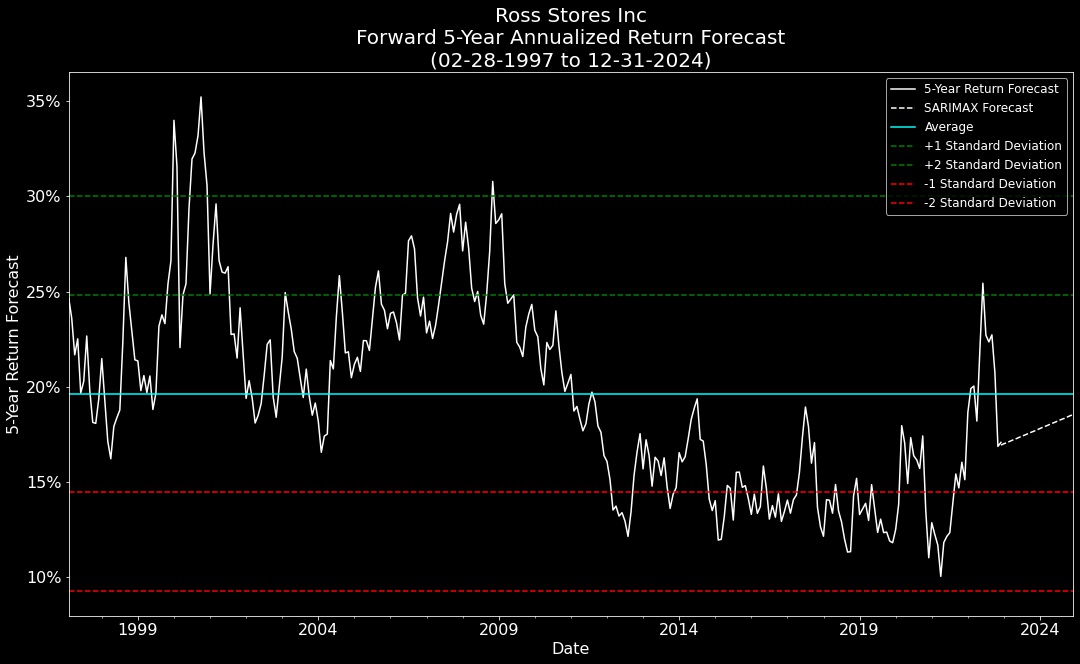 Ross Stores Inc
Forward 5-Year Annualized Return Forecast
(02-28-1997 to 12-31-2024)
5-Year Return Forecast
35%
30%
25%
20%
15%
10%
5-Year Return Forecast
SARIMAX Forecast
Average
+1 Standard Deviation
+2 Standard Deviation
-1 Standard Deviation
-2 Standard Deviation
1999
2004
2009
2014
2019
2024
Date